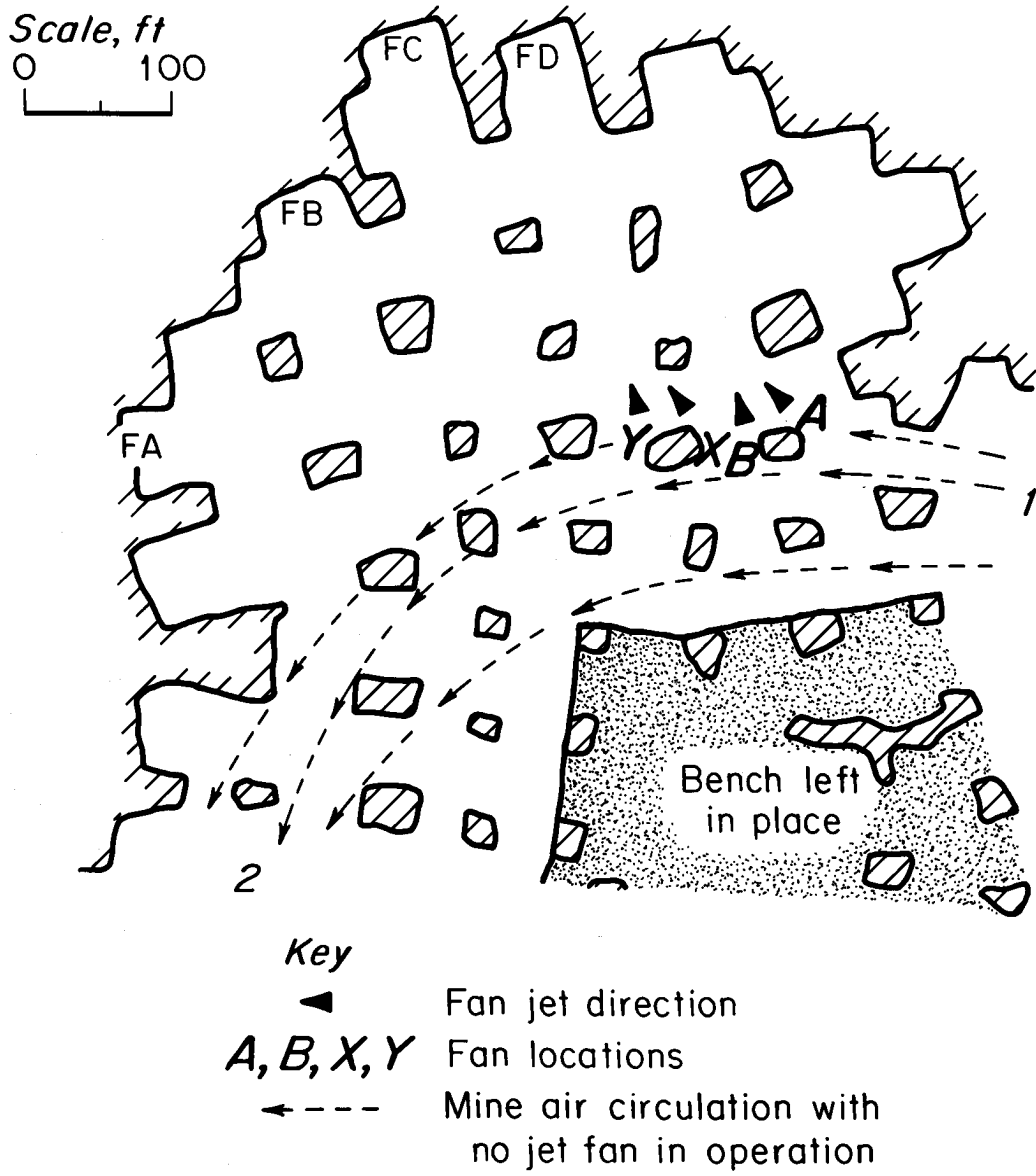 Scale, ft
0 100
FC
FD
FB
FA
Y
X
B
A
1
Bench left
in place
2
Key
Fan jet direction
A, B, X, Y Fan locations
Mine air circulation with
no jet fan in operation